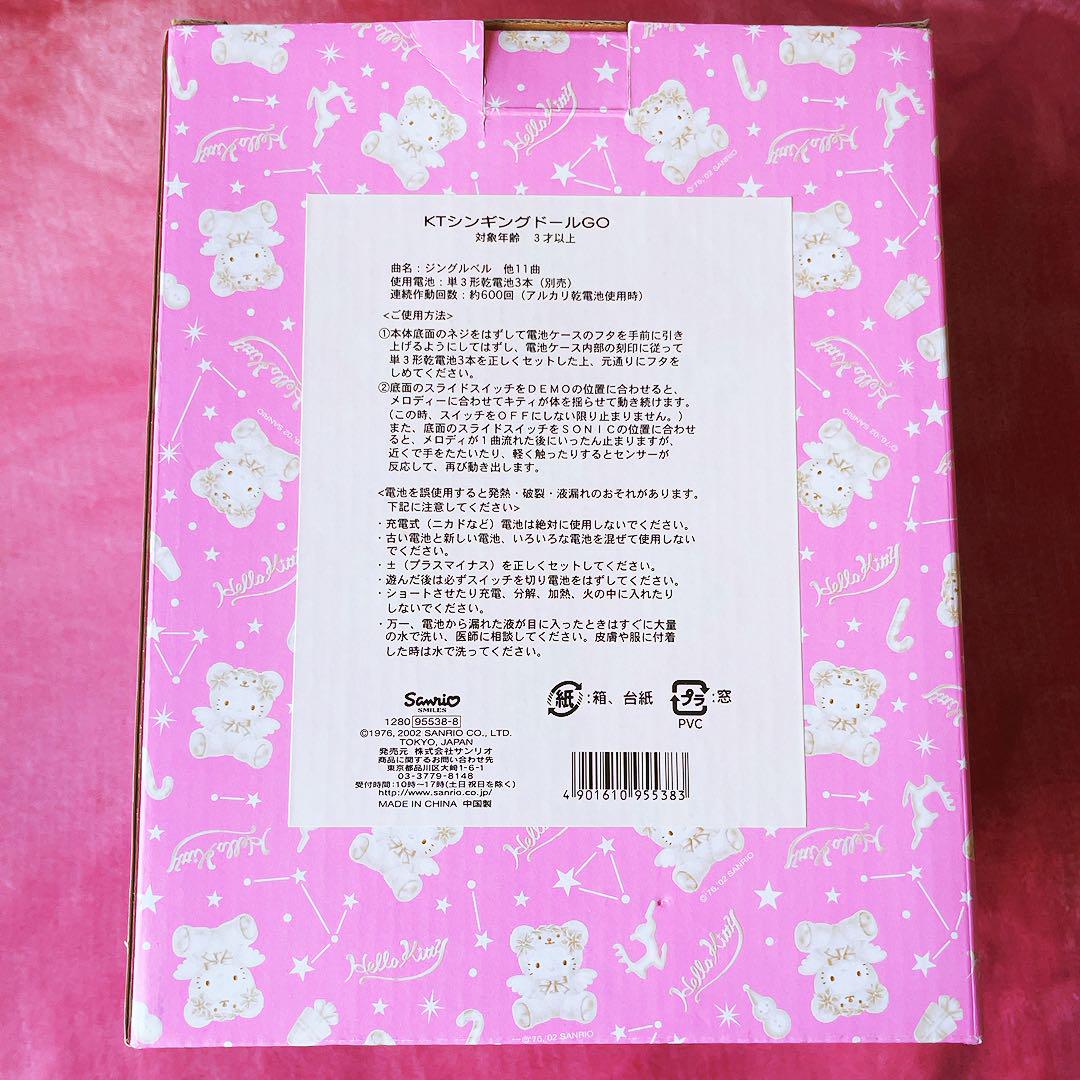 Hello Kitty
Hello Kitty
Hello Kitty
©'76,'02 SANRIO
KTシンギングドールGO
対象年齢 3才以上
曲名：ジングルベル 他11曲
使用電池：単3形乾電池3本（別売）
連続作動回数：約600回（アルカリ乾電池使用時）
<ご使用方法>
①本体底面のネジをはずして電池ケースのフタを手前に引き
上げるようにしてはずし、電池ケース内部の刻印に従って
単3形乾電池3本を正しくセットした上、元通りにフタを
しめてください。
②底面のスライドスイッチをDEMOの位置に合わせると、
メロディーに合わせてキティが体を揺らせて動き続けます。
（この時、スイッチをOFFにしない限り止まりません。）
また、底面のスライドスイッチをSONICの位置に合わせ
ると、メロディが1曲流れた後にいったん止まりますが、
近くで手をたたいたり、軽く触ったりするとセンサーが
反応して、再び動き出します。
<電池を誤使用すると発熱・破裂・液漏れのおそれがあります。
下記に注意してください>
・充電式（ニカドなど）電池は絶対に使用しないでください。
・古い電池と新しい電池、いろいろな電池を混ぜて使用しない
でください。
・±（プラスマイナス）を正しくセットしてください。
・遊んだ後は必ずスイッチを切り電池をはずしてください。
・ショートさせたり充電、分解、加熱、火の中に入れたり
しないでください。
・万一、電池から漏れた液が目に入ったときはすぐに大量
の水で洗い、医師に相談してください。皮膚や服に付着
した時は水で洗ってください。
Sanrio
SMILES
1280 95538-8
©1976, 2002 SANRIO CO., LTD.
TOKYO, JAPAN
発売元 株式会社サンリオ
商品に関するお問い合わせ先
東京都品川区大崎1-6-1
03-3779-8148
受付時間:10時〜17時(土日祝日を除く)
http://www.sanrio.co.jp/
MADE IN CHINA 中国製
紙:箱、台紙
プラ:窓
PVC
4901610955383
©'76,'02 SANRIO
©'76,'02 SANRIO
Hello Kitty
Hello Kitty
Hello Kitty
Hello Kitty
Hello Kitty
©'76,'02 SANRIO
Hello Kitty
Hello Kitty
©'76,'02 SANRIO